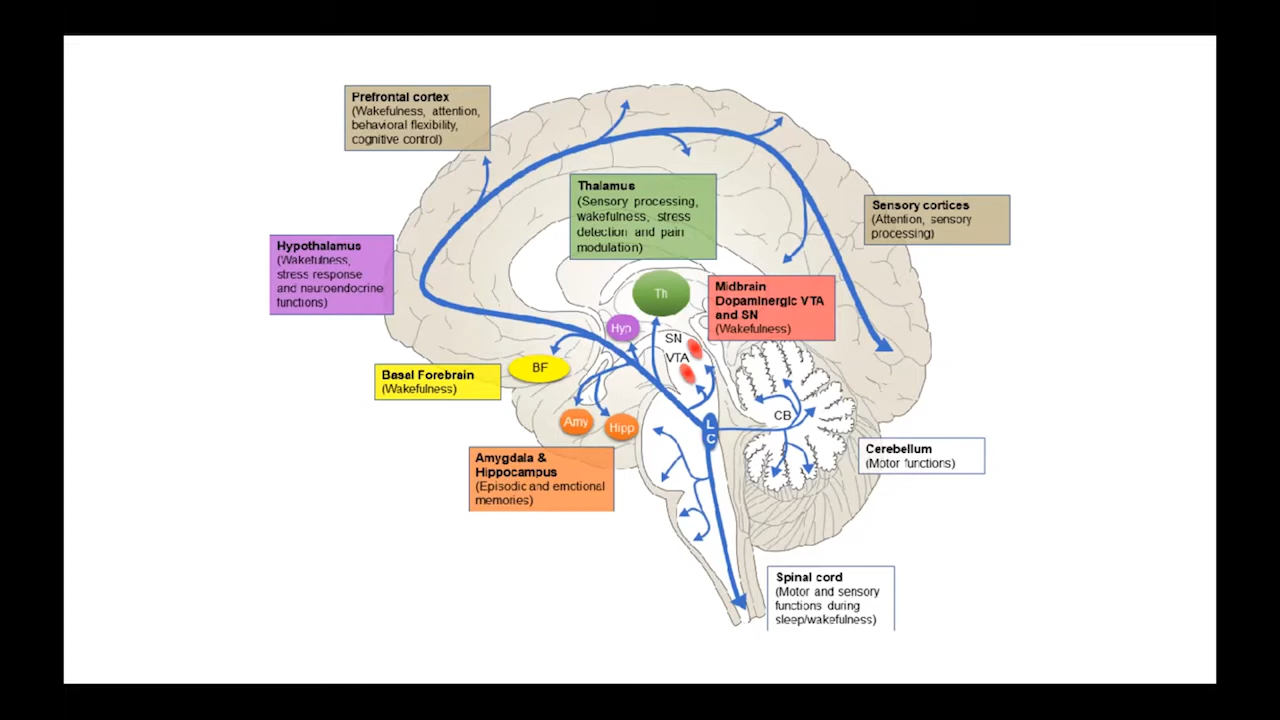 Prefrontal cortex
(Wakefulness, attention,
behavioral flexibility,
cognitive control)
Thalamus
(Sensory processing,
wakefulness, stress
detection and pain
modulation)
Sensory cortices
(Attention, sensory
processing)
Hypothalamus
(Wakefulness,
stress response
and neuroendocrine
functions)
Th
Midbrain
Dopaminergic VTA
and SN
(Wakefulness)
Hyp
SN
VTA
BF
Basal Forebrain
(Wakefulness)
Amy
Hipp
L
C
CB
Cerebellum
(Motor functions)
Amygdala &
Hippocampus
(Episodic and emotional
memories)
Spinal cord
(Motor and sensory
functions during
sleep/wakefulness)